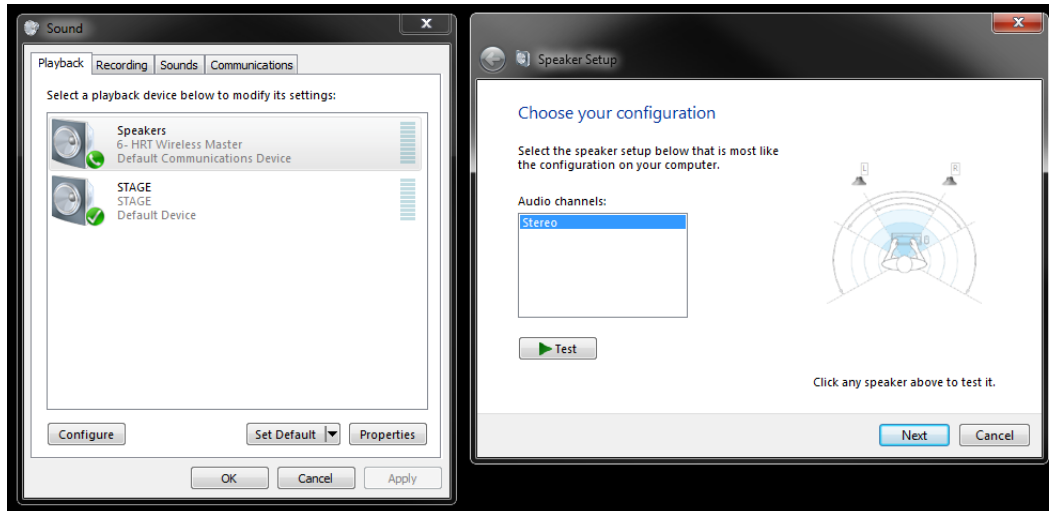 Sound
Playback Recording Sounds Communications
Select a playback device below to modify its settings:
Speakers
6- HRT Wireless Master
Default Communications Device
STAGE
STAGE
Default Device
Configure Set Default Properties
OK Cancel Apply
Speaker Setup
Choose your configuration
Select the speaker setup below that is most like
the configuration on your computer.
Audio channels:
Stereo
L R
Test
Click any speaker above to test it.
Next Cancel